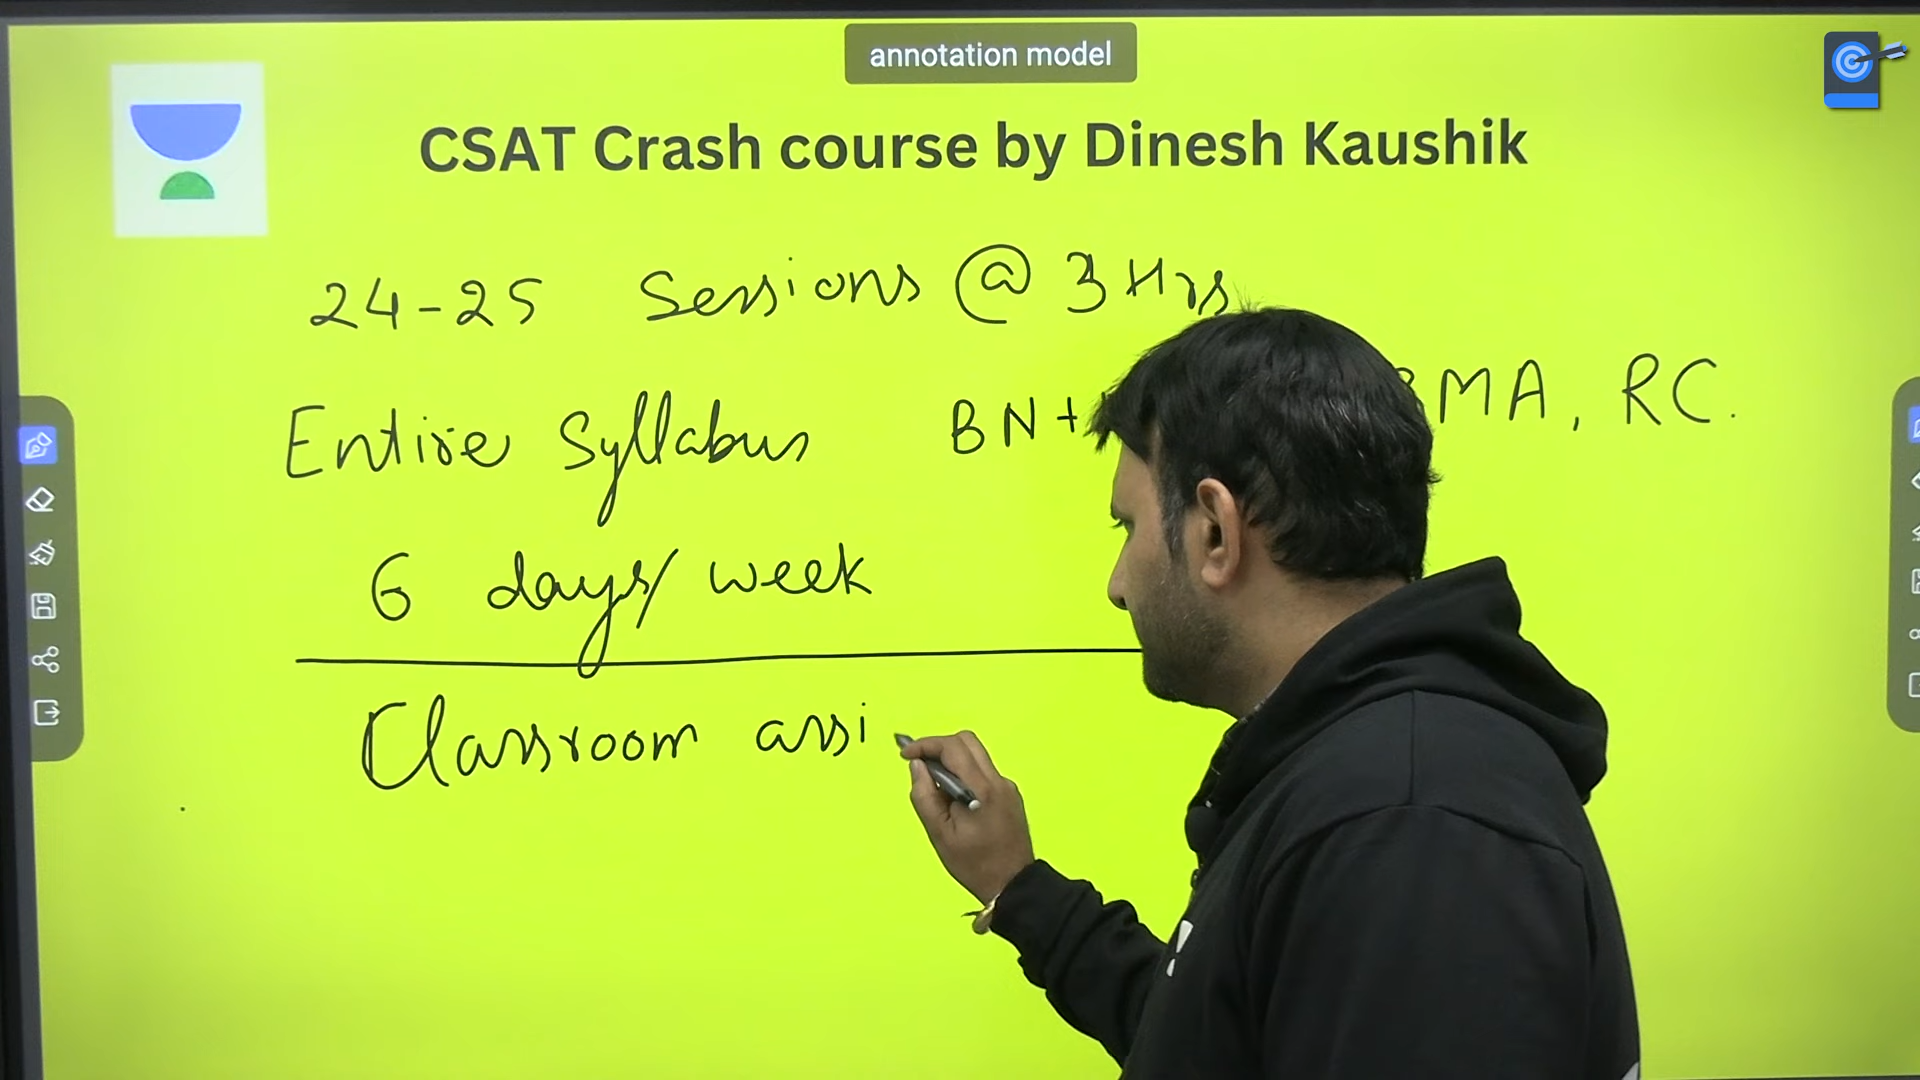 annotation model
CSAT Crash course by Dinesh Kaushik
24-25 Sessions @ 3 Hrs
Entire Syllabus BN+ MA, RC.
6 days/week
Classroom assi